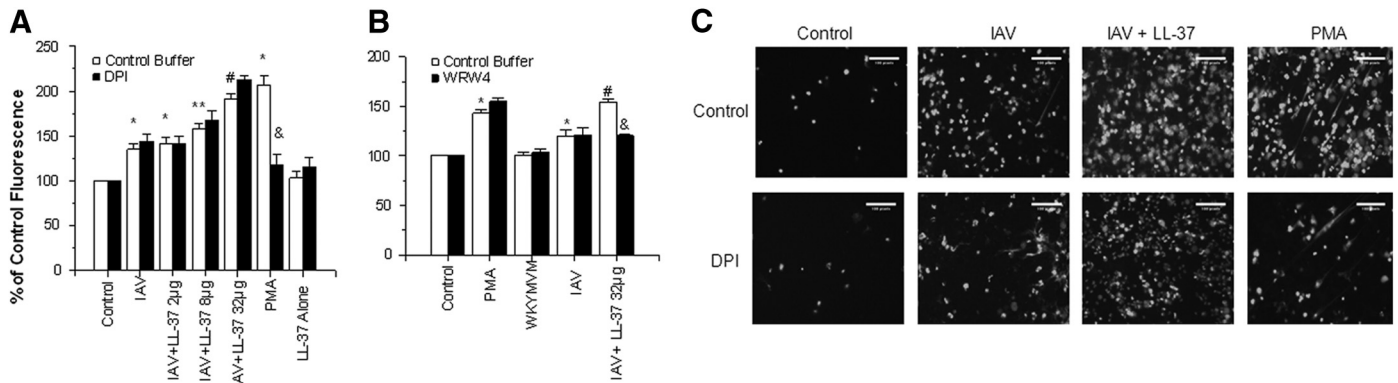 A
% of Control Fluorescence
250
200
150
100
50
0
Control Buffer
DPI
*
*
**
#
*
&
Control
IAV
IAV+LL-37 2µg
IAV+LL-37 8µg
AV+LL-37 32µg
PMA
LL-37 Alone
B
200
150
100
50
0
Control Buffer
WRW4
*
*
#
&
Control
PMA
WKYMVM
IAV
IAV+ LL-37 32µg
C
Control
IAV
IAV + LL-37
PMA
Control
DPI